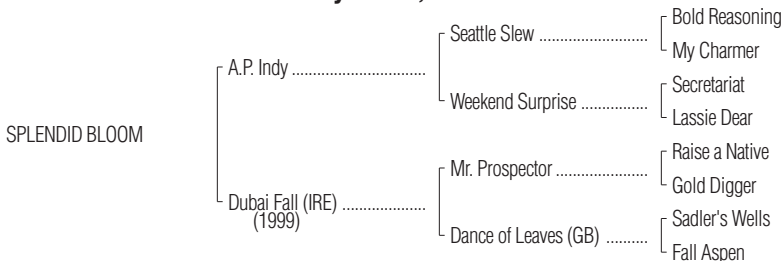 Bold Reasoning
Seattle Slew ..........................
My Charmer
A.P. Indy ................................
Secretariat
Weekend Surprise ................
Lassie Dear
SPLENDID BLOOM
Raise a Native
Mr. Prospector ......................
Gold Digger
Dubai Fall (IRE) ....................
(1999)
Sadler's Wells
Dance of Leaves (GB) ..........
Fall Aspen